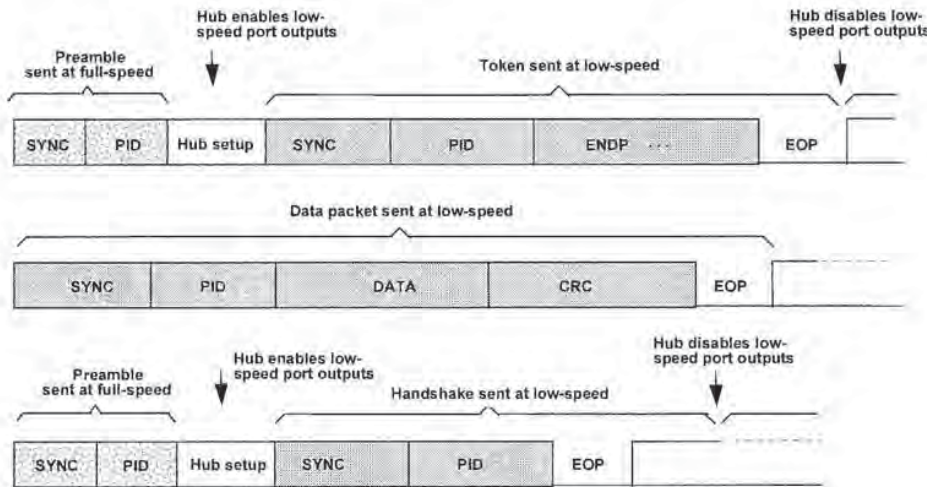 Hub enables low-
speed port outputs
Hub disables low-
speed port outputs
Preamble
sent at full-speed
Token sent at low-speed
SYNC PID Hub setup SYNC PID ENDP --- EOP
Data packet sent at low-speed
SYNC PID DATA CRC EOP
Hub enables low-
speed port outputs
Hub disables low-
speed port outputs
Preamble
sent at full-speed
Handshake sent at low-speed
SYNC PID Hub setup SYNC PID EOP